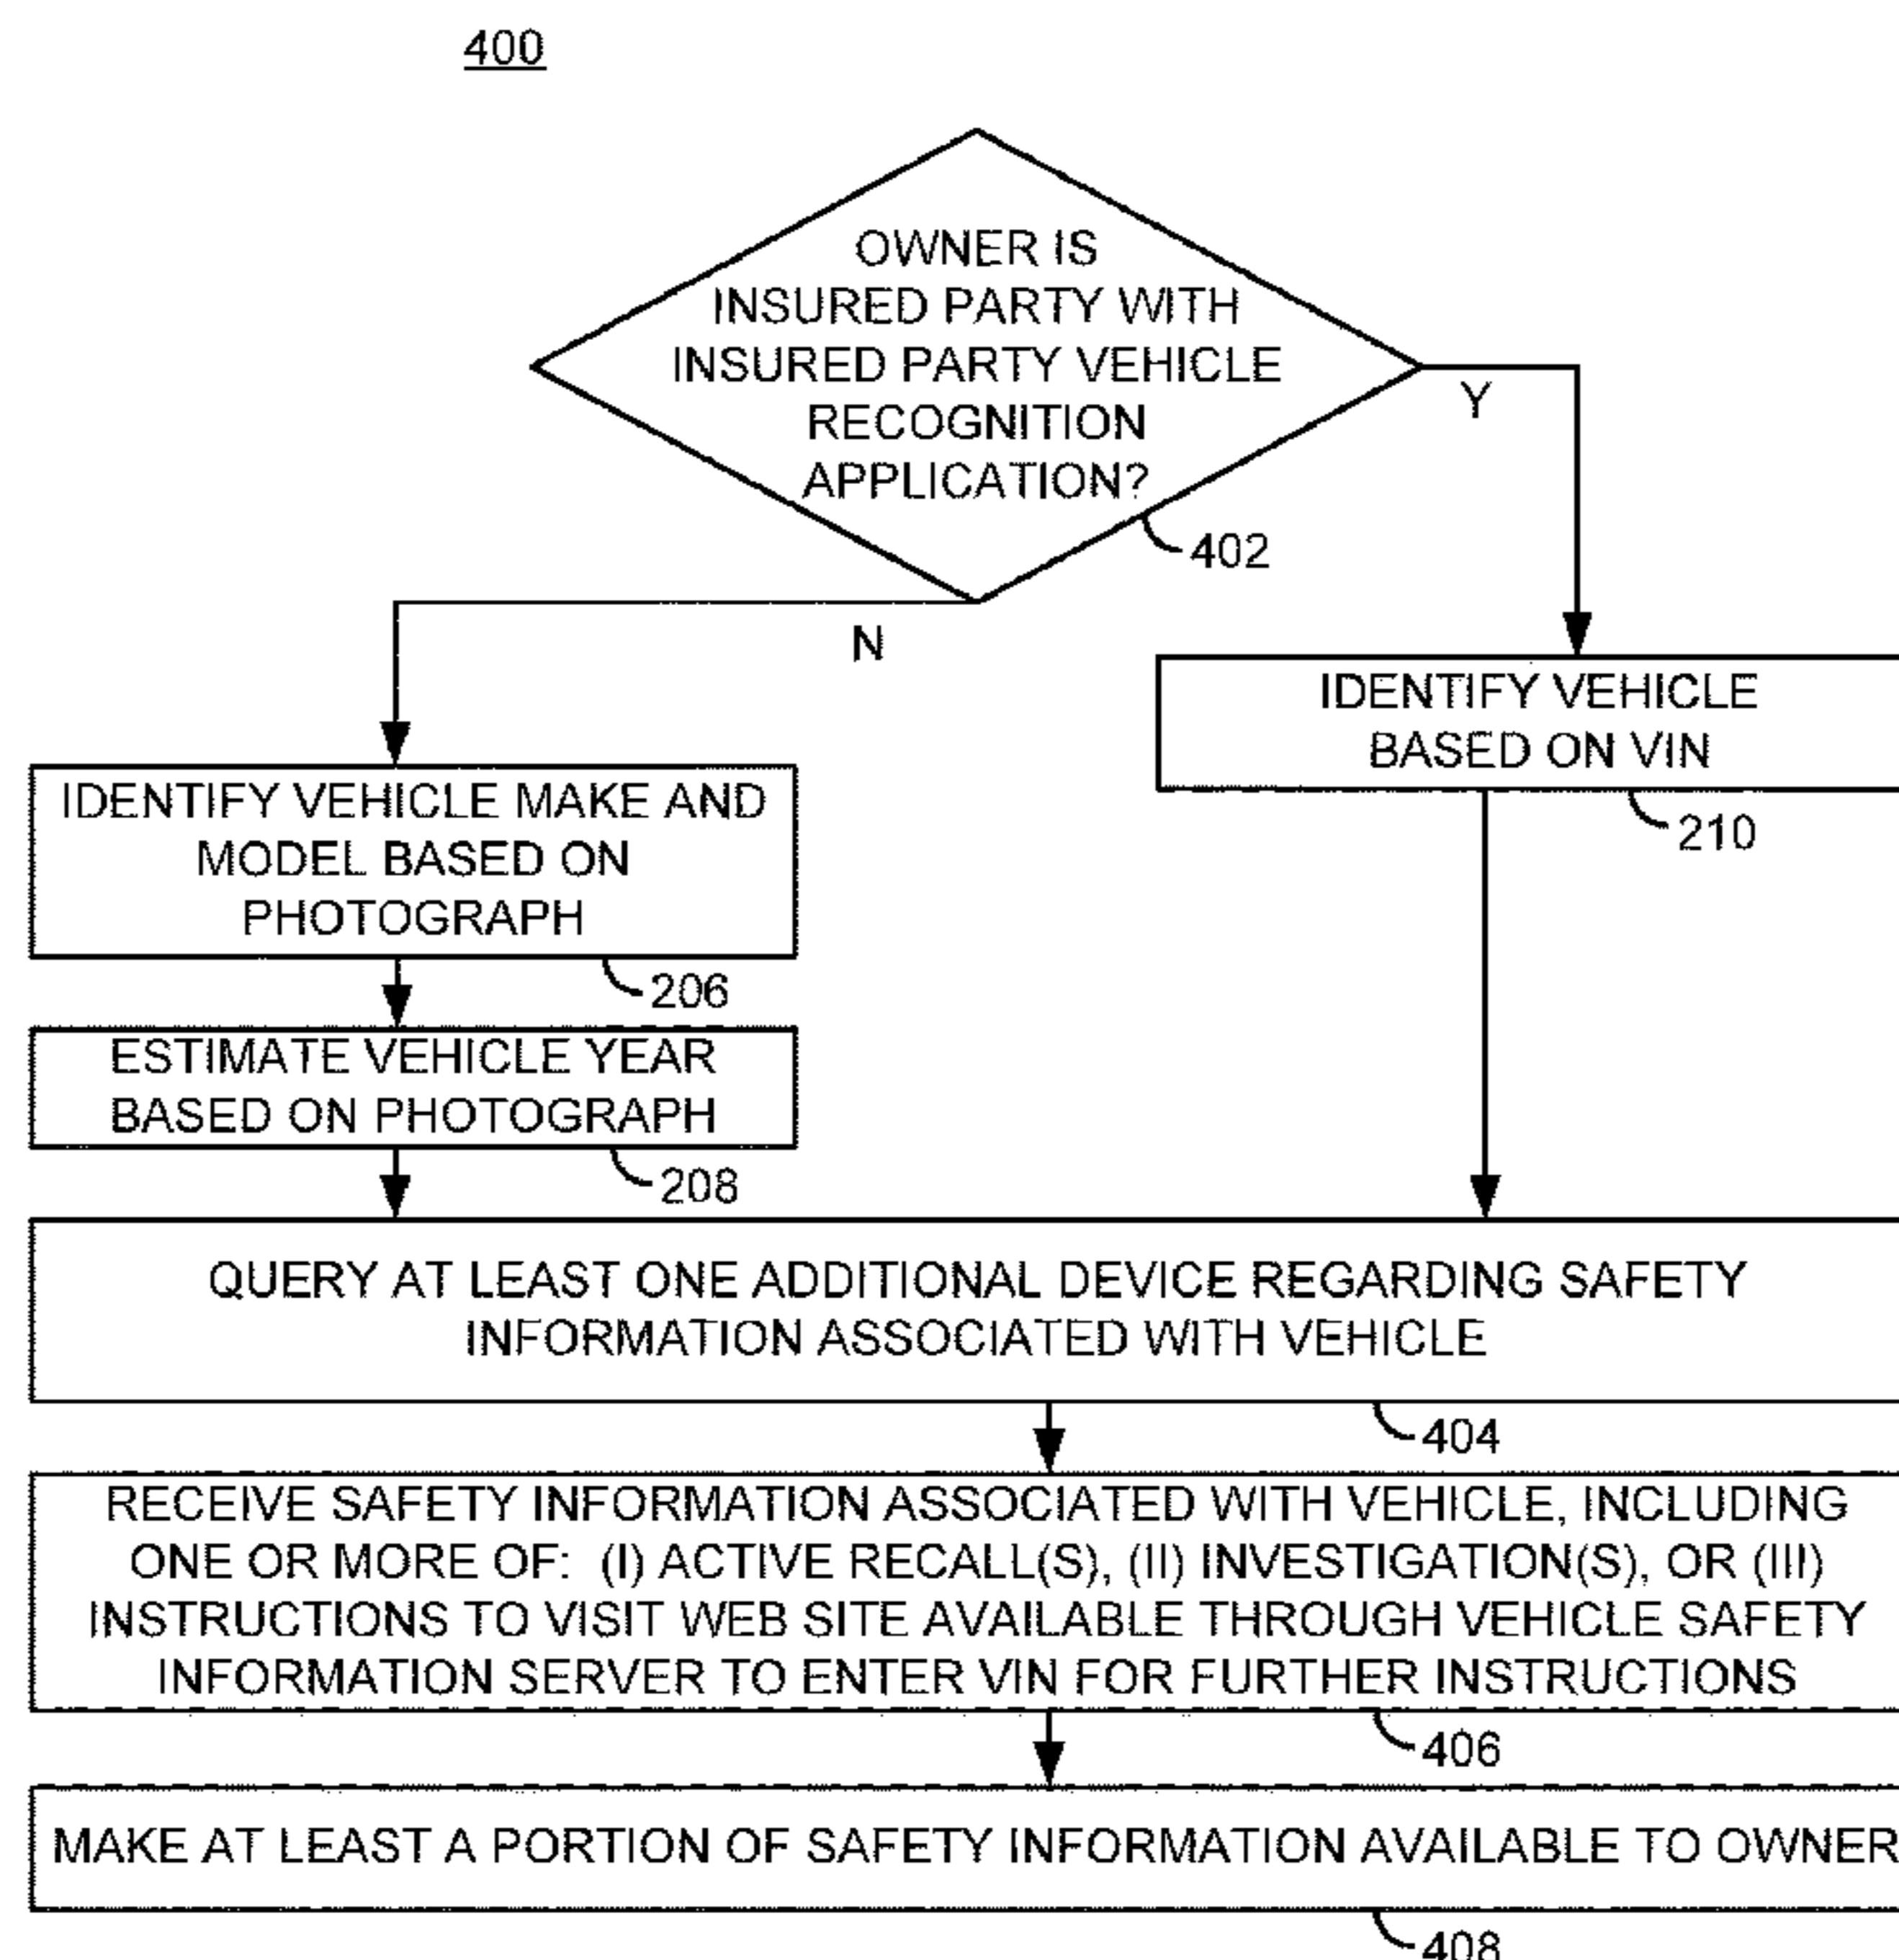 400
OWNER IS
INSURED PARTY WITH
INSURED PARTY VEHICLE
RECOGNITION
APPLICATION?
402
Y
N
IDENTIFY VEHICLE
BASED ON VIN
210
IDENTIFY VEHICLE MAKE AND
MODEL BASED ON
PHOTOGRAPH
206
ESTIMATE VEHICLE YEAR
BASED ON PHOTOGRAPH
208
QUERY AT LEAST ONE ADDITIONAL DEVICE REGARDING SAFETY
INFORMATION ASSOCIATED WITH VEHICLE
404
RECEIVE SAFETY INFORMATION ASSOCIATED WITH VEHICLE, INCLUDING
ONE OR MORE OF: (I) ACTIVE RECALL(S), (II) INVESTIGATION(S), OR (III)
INSTRUCTIONS TO VISIT WEB SITE AVAILABLE THROUGH VEHICLE SAFETY
INFORMATION SERVER TO ENTER VIN FOR FURTHER INSTRUCTIONS
406
MAKE AT LEAST A PORTION OF SAFETY INFORMATION AVAILABLE TO OWNER
408